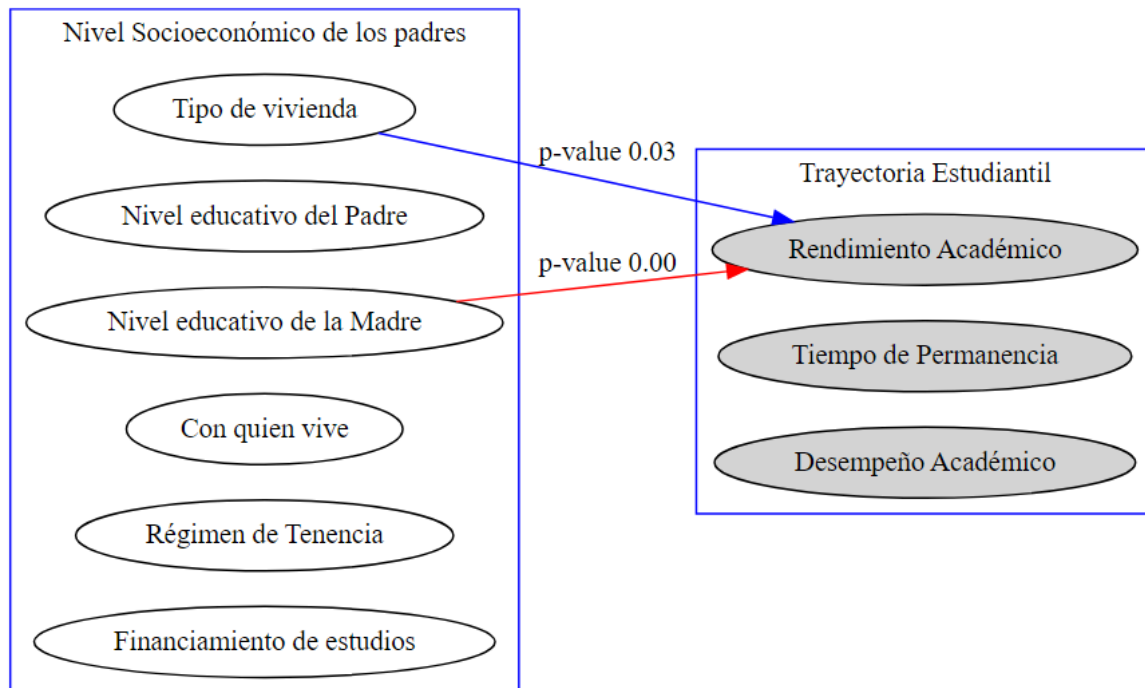 Nivel Socioeconómico de los padres
Tipo de vivienda
Nivel educativo del Padre
Nivel educativo de la Madre
Con quien vive
Régimen de Tenencia
Financiamiento de estudios
p-value 0.03
p-value 0.00
Trayectoria Estudiantil
Rendimiento Académico
Tiempo de Permanencia
Desempeño Académico